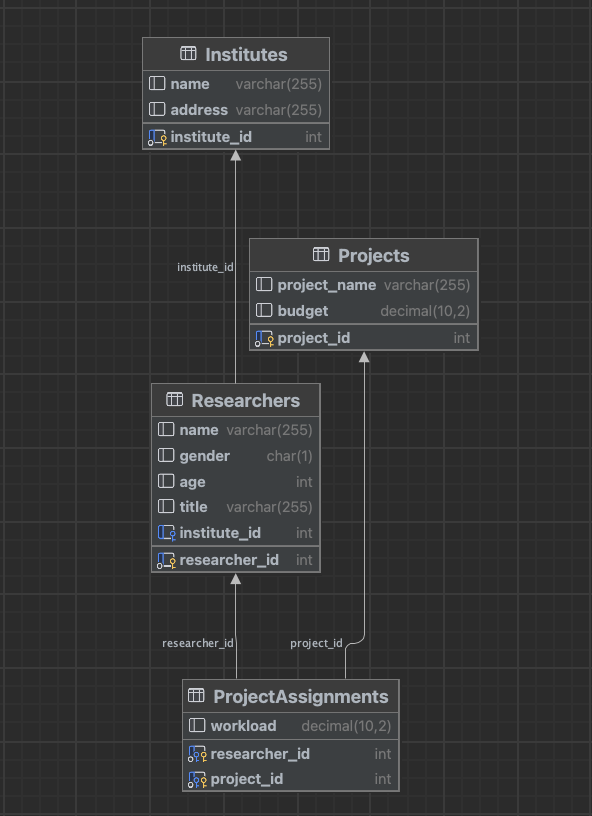 Institutes
name varchar(255)
address varchar(255)
institute_id int
institute_id
Projects
project_name varchar(255)
budget decimal(10,2)
project_id int
Researchers
name varchar(255)
gender char(1)
age int
title varchar(255)
institute_id int
researcher_id int
researcher_id
project_id
ProjectAssignments
workload decimal(10,2)
researcher_id int
project_id int